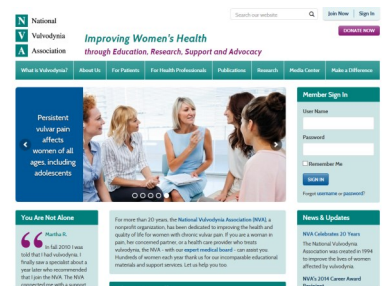 Search our website
Join Now
Sign In
N National
V Vulvodynia
A Association
Improving Women's Health
through Education, Research, Support and Advocacy
DONATE NOW
What is Vulvodynia?
About Us
For Patients
For Health Professionals
Publications
Research
Media Center
Make a Difference
Persistent
vulvar pain
affects
women of all
ages, including
adolescents
Member Sign In
User Name
Password
Remember Me
SIGN IN
Forgot username or password?
You Are Not Alone
Martha R.
In fall 2010 I was
told that I had vulvodynia. I
finally saw a specialist about a
year later who recommended
that I join the NVA. The NVA
connected me with a support
For more than 20 years, the National Vulvodynia Association (NVA), a
nonprofit organization, has been dedicated to improving the health and
quality of life for women with chronic vulvar pain. If you are a woman in
pain, her concerned partner, or a health care provider who treats
vulvodynia, the NVA - with our expert medical board - can assist you.
Hundreds of women each year thank us for our incomparable educational
materials and support services. Let us help you too.
News & Updates
NVA Celebrates 20 Years
The National Vulvodynia
Association was created in 1994
to improve the lives of women
affected by vulvodynia.
NVA's 2014 Career Award